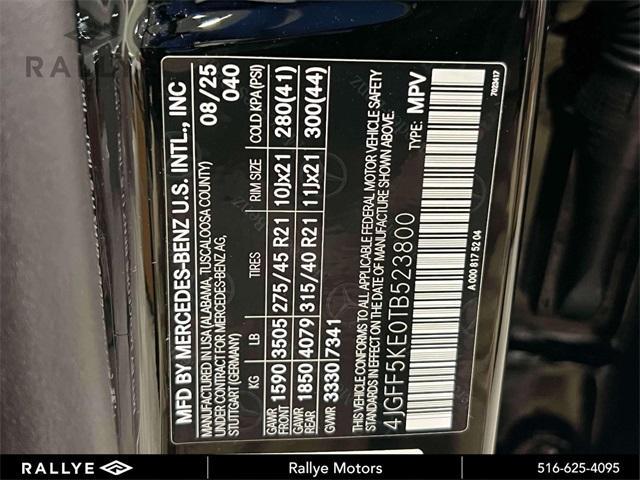 RALLYE
MFD BY MERCEDES-BENZ U.S. INTL., INC
MANUFACTURED IN USA (ALABAMA, TUSCALOOSA COUNTY)
UNDER CONTRACT FOR MERCEDES-BENZ AG,
STUTTGART (GERMANY)
08/25
040
KG LB TIRES RIM SIZE COLD KPA (PSI)
GAWR FRONT 1590 3505 275/45 R21 10Jx21 280(41)
GAWR REAR 1850 4079 315/40 R21 11Jx21 300(44)
GVWR 3330 7341
THIS VEHICLE CONFORMS TO ALL APPLICABLE FEDERAL MOTOR VEHICLE SAFETY
STANDARDS IN EFFECT ON THE DATE OF MANUFACTURE SHOWN ABOVE.
4JGFF5KE0TB523800
TYPE: MPV
A 000 817 52 04
7023417
RALLYE
Rallye Motors
516-625-4095